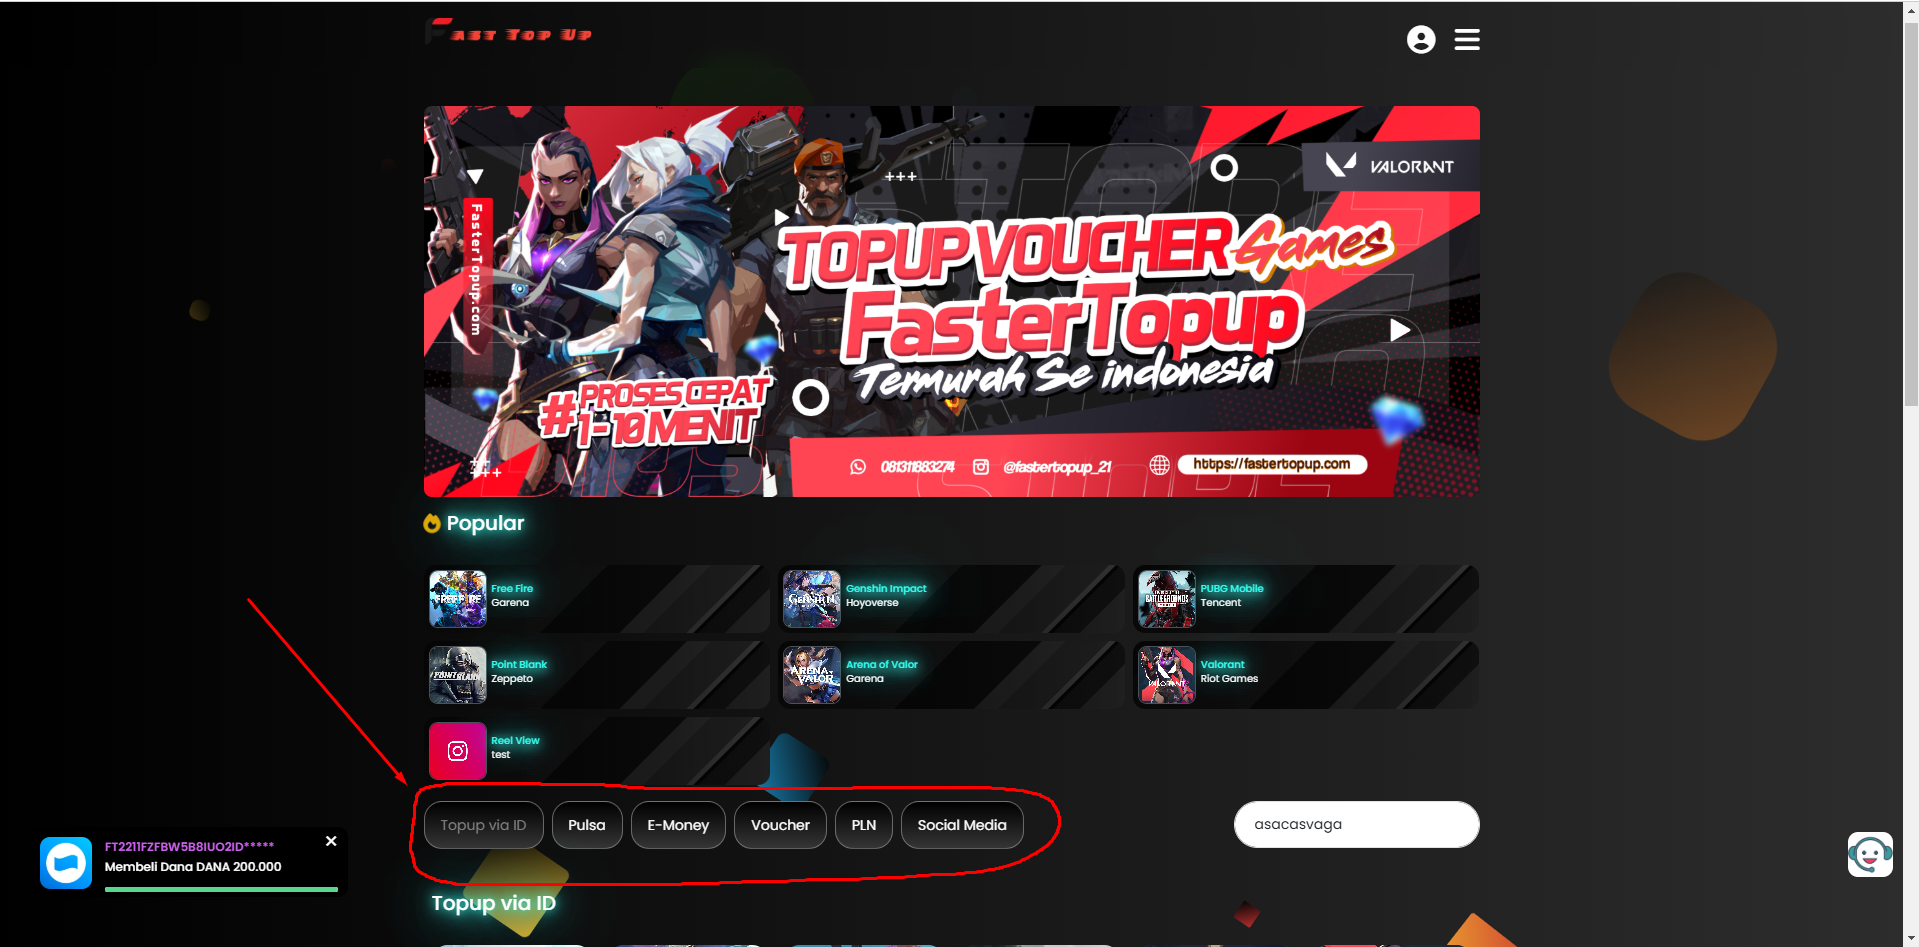 Fast Top Up
VALORANT
FasterTopup.com
TOPUP VOUCHER Games
FasterTopup
Termurah Se indonesia
#PROSES CEPAT
1-10 MENIT
081311883274
@fastertopup_21
https://fastertopup.com
Popular
Free Fire
Garena
Genshin Impact
Hoyoverse
PUBG Mobile
Tencent
Point Blank
Zeppeto
Arena of Valor
Garena
Valorant
Riot Games
Reel View
test
Topup via ID
Pulsa
E-Money
Voucher
PLN
Social Media
asacasvaga
FT2211FZFBW5B8IUO2ID*****
Membeli Dana DANA 200.000
Topup via ID